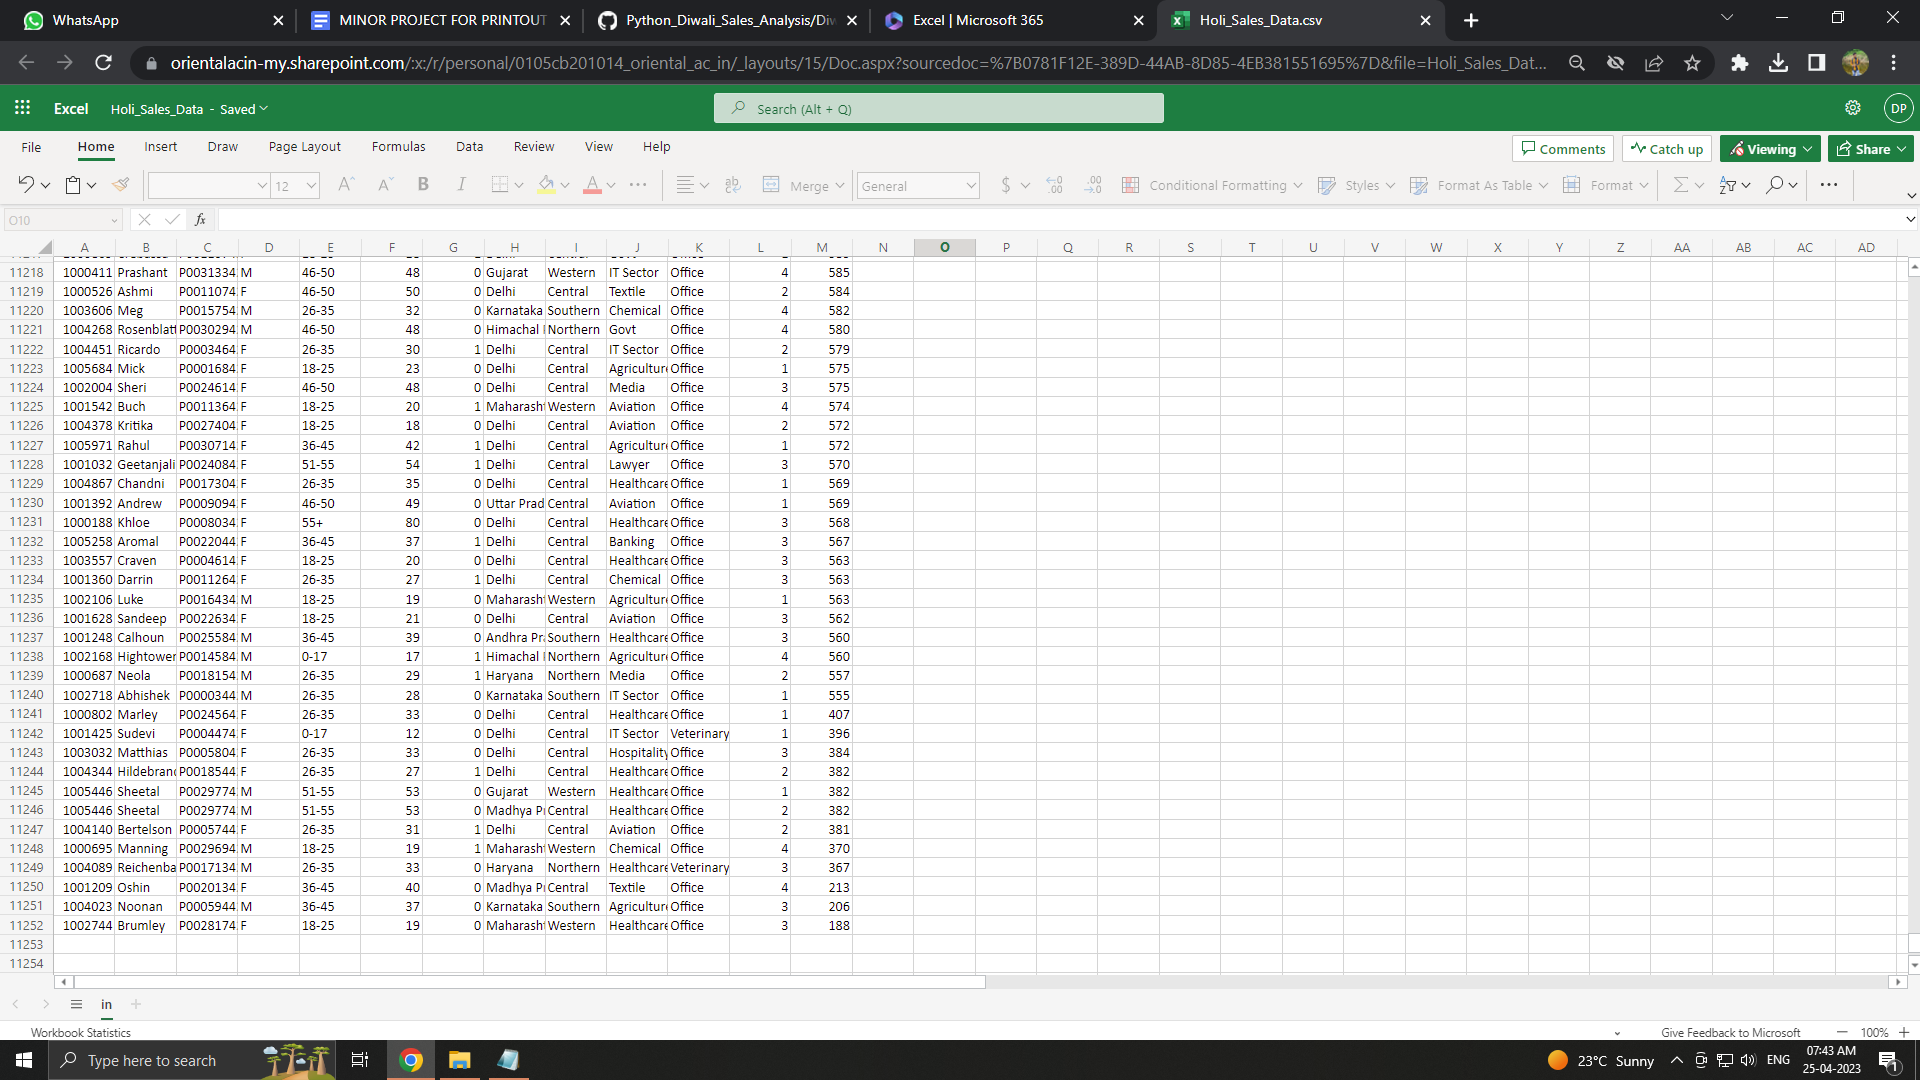 WhatsApp
MINOR PROJECT FOR PRINTOUT
Python_Diwali_Sales_Analysis/Diw
Excel | Microsoft 365
Holi_Sales_Data.csv
orientalacin-my.sharepoint.com/:x:/r/personal/0105cb201014_oriental_ac_in/_layouts/15/Doc.aspx?sourcedoc=%7B0781F12E-389D-44AB-8D85-4EB381551695%7D&file=Holi_Sales_Dat...
Excel Holi_Sales_Data - Saved
Search (Alt + Q)
DP
File Home Insert Draw Page Layout Formulas Data Review View Help
Comments Catch up Viewing Share
12 A A B I A Merge General $ .00 Conditional Formatting Styles Format As Table Format
O10 fx
A B C D E F G H I J K L M N O P Q R S T U V W X Y Z AA AB AC AD
11218 1000411 Prashant P0031334 M 46-50 48 0 Gujarat Western IT Sector Office 4 585
11219 1000526 Ashmi P0011074 F 46-50 50 0 Delhi Central Textile Office 2 584
11220 1003606 Meg P0015754 M 26-35 32 0 Karnataka Southern Chemical Office 4 582
11221 1004268 Rosenblatt P0030294 M 46-50 48 0 Himachal Northern Govt Office 4 580
11222 1004451 Ricardo P0003464 F 26-35 30 1 Delhi Central IT Sector Office 2 579
11223 1005684 Mick P0001684 F 18-25 23 0 Delhi Central Agricultur Office 1 575
11224 1002004 Sheri P0024614 F 46-50 48 0 Delhi Central Media Office 3 575
11225 1001542 Buch P0011364 F 18-25 20 1 Maharasht Western Aviation Office 4 574
11226 1004378 Kritika P0027404 F 18-25 18 0 Delhi Central Aviation Office 2 572
11227 1005971 Rahul P0030714 F 36-45 42 1 Delhi Central Agricultur Office 1 572
11228 1001032 Geetanjali P0024084 F 51-55 54 1 Delhi Central Lawyer Office 3 570
11229 1004867 Chandni P0017304 F 26-35 35 0 Delhi Central Healthcare Office 1 569
11230 1001392 Andrew P0009094 F 46-50 49 0 Uttar Prad Central Aviation Office 1 569
11231 1000188 Khloe P0008034 F 55+ 80 0 Delhi Central Healthcare Office 3 568
11232 1005258 Aromal P0022044 F 36-45 37 1 Delhi Central Banking Office 3 567
11233 1003557 Craven P0004614 F 18-25 20 0 Delhi Central Healthcare Office 3 563
11234 1001360 Darrin P0011264 F 26-35 27 1 Delhi Central Chemical Office 3 563
11235 1002106 Luke P0016434 M 18-25 19 0 Maharasht Western Agricultur Office 1 563
11236 1001628 Sandeep P0022634 F 18-25 21 0 Delhi Central Aviation Office 3 562
11237 1001248 Calhoun P0025584 M 36-45 39 0 Andhra Pr Southern Healthcare Office 3 560
11238 1002168 Hightower P0014584 M 0-17 17 1 Himachal Northern Agricultur Office 4 560
11239 1000687 Neola P0018154 M 26-35 29 1 Haryana Northern Media Office 2 557
11240 1002718 Abhishek P0000344 M 26-35 28 0 Karnataka Southern IT Sector Office 1 555
11241 1000802 Marley P0024564 F 26-35 33 0 Delhi Central Healthcare Office 1 407
11242 1001425 Sudevi P0004474 F 0-17 12 0 Delhi Central IT Sector Veterinary 1 396
11243 1003032 Matthias P0005804 F 26-35 33 0 Delhi Central Hospitality Office 3 384
11244 1004344 Hildebrand P0018544 F 26-35 27 1 Delhi Central Healthcare Office 2 382
11245 1005446 Sheetal P0029774 M 51-55 53 0 Gujarat Western Healthcare Office 1 382
11246 1005446 Sheetal P0029774 M 51-55 53 0 Madhya P Central Healthcare Office 2 382
11247 1004140 Bertelson P0005744 F 26-35 31 1 Delhi Central Aviation Office 2 381
11248 1000695 Manning P0029694 M 18-25 19 1 Maharasht Western Chemical Office 4 370
11249 1004089 Reichenba P0017134 M 26-35 33 0 Haryana Northern Healthcare Veterinary 3 367
11250 1001209 Oshin P0020134 F 36-45 40 0 Madhya P Central Textile Office 4 213
11251 1004023 Noonan P0005944 M 36-45 37 0 Karnataka Southern Agricultur Office 3 206
11252 1002744 Brumley P0028174 F 18-25 19 0 Maharasht Western Healthcare Office 3 188
11253
11254
in
Workbook Statistics Give Feedback to Microsoft 100%
Type here to search
23°C Sunny ENG 07:43 AM
25-04-2023
1